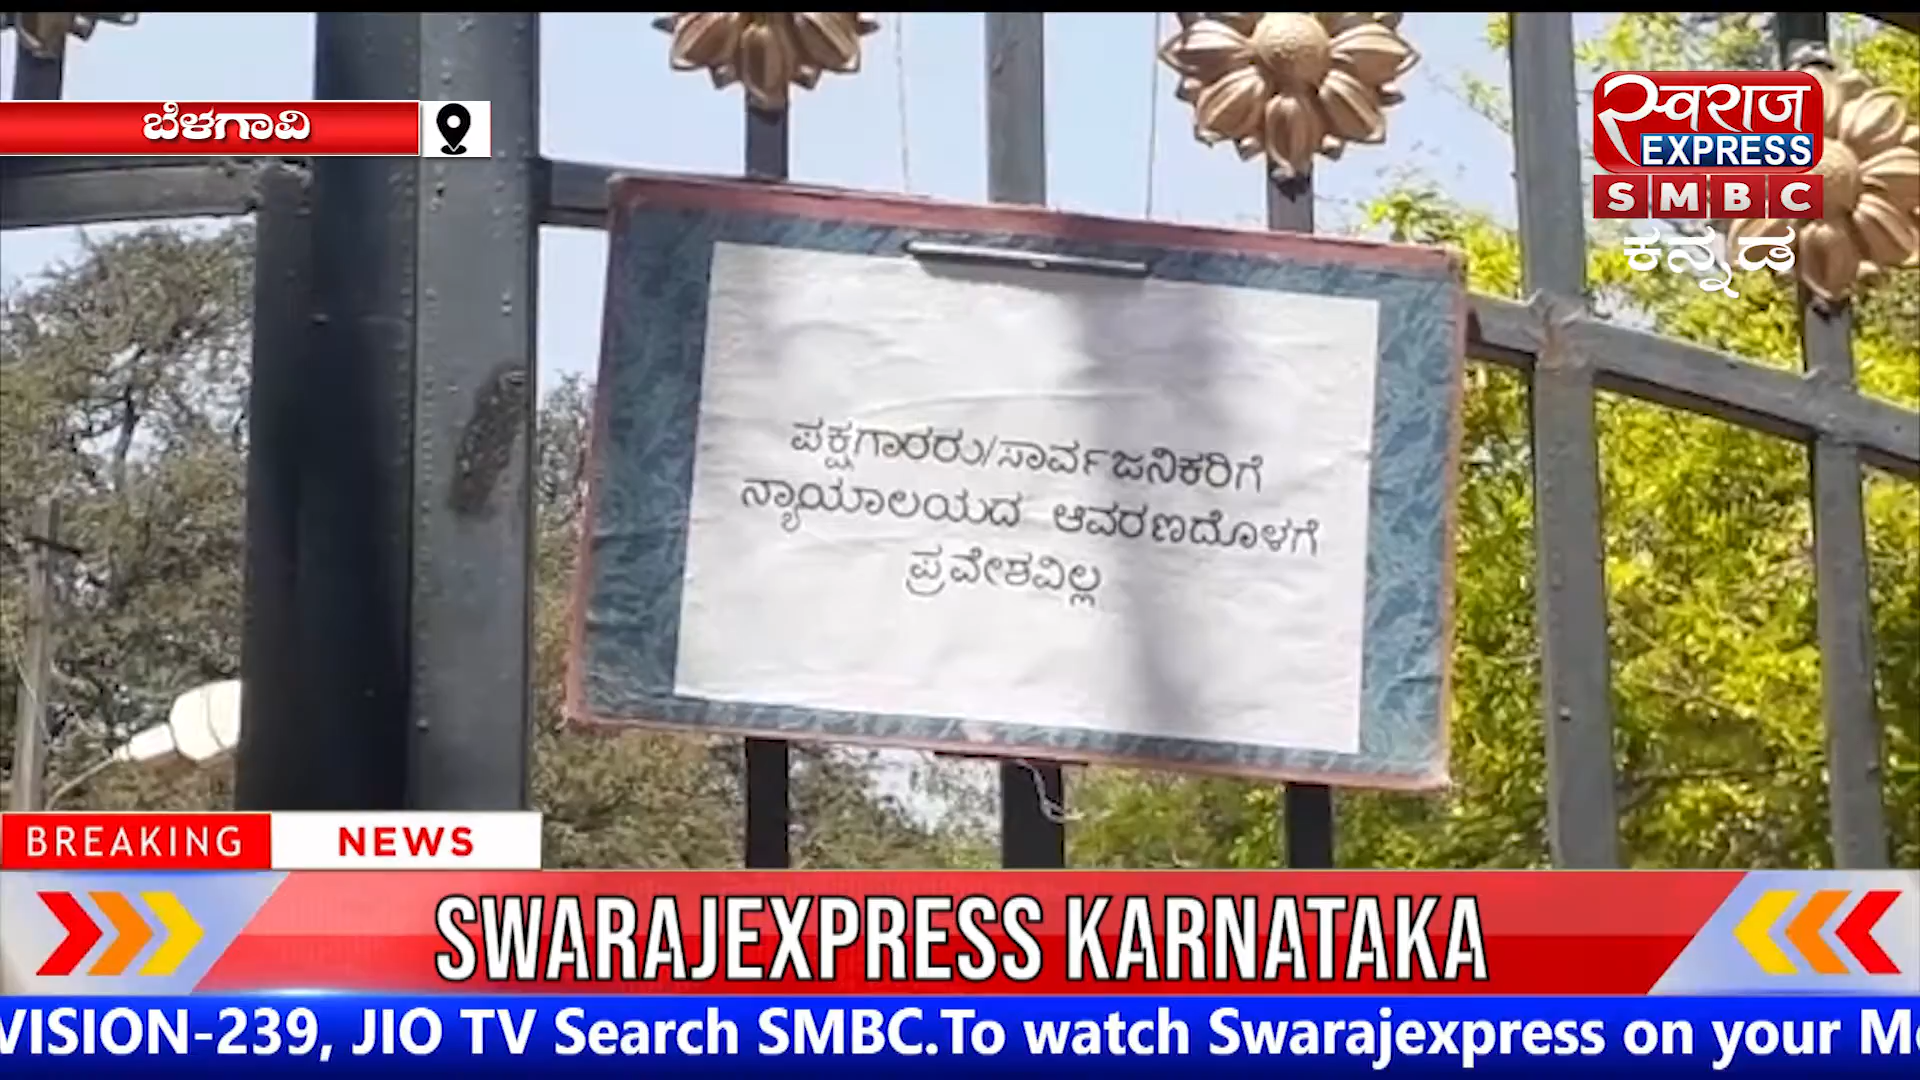 ಬೆಳಗಾವಿ
स्वराज
EXPRESS
SMBC
ಕನ್ನಡ
ಪಕ್ಷಗಾರರು/ಸಾರ್ವಜನಿಕರಿಗೆ
ನ್ಯಾಯಾಲಯದ ಆವರಣದೊಳಗೆ
ಪ್ರವೇಶವಿಲ್ಲ
BREAKING NEWS
SWARAJEXPRESS KARNATAKA
VISION-239, JIO TV Search SMBC.To watch Swarajexpress on your M